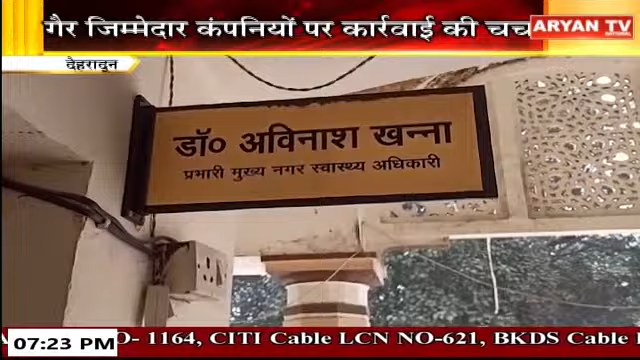 गैर जिम्मेदार कंपनियों पर कार्रवाई की
ARYAN TV
NATIONAL
देहरादून
डॉ० अविनाश खन्ना
प्रभारी मुख्य नगर स्वास्थ्य अधिकारी
07:23 PM
1164, CITI Cable LCN NO-621, BKDS Cable